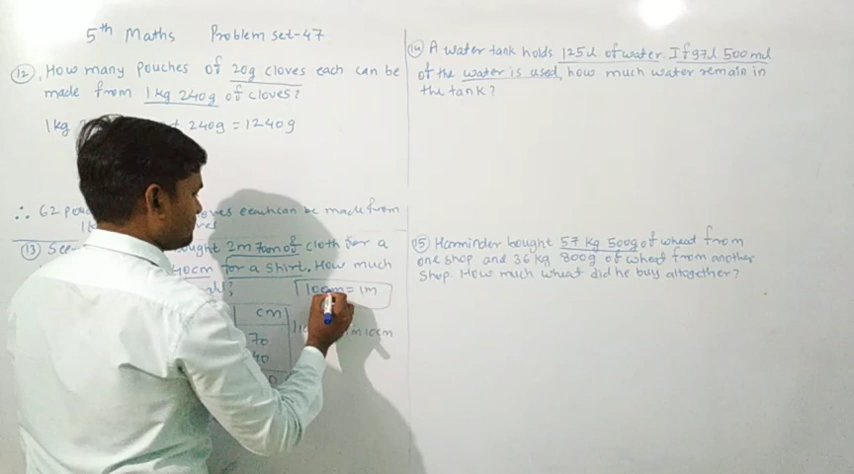 5th Maths Problem set-47
(12) How many pouches of 20g cloves each can be
made from 1kg 240g of cloves?
1kg 240g = 1240g
∴ 62 can be made from
(13) bought 2m 70cm of cloth for a
40cm for a shirt. How much
100cm = 1m
cm
m 10cm
70
40
(14) A water tank holds 125l of water. If 97l 500ml
of the water is used, how much water remain in
the tank?
(15) Harminder bought 57 kg 500g of wheat from
one shop and 36 kg 800g of wheat from another
shop. How much wheat did he buy altogether?